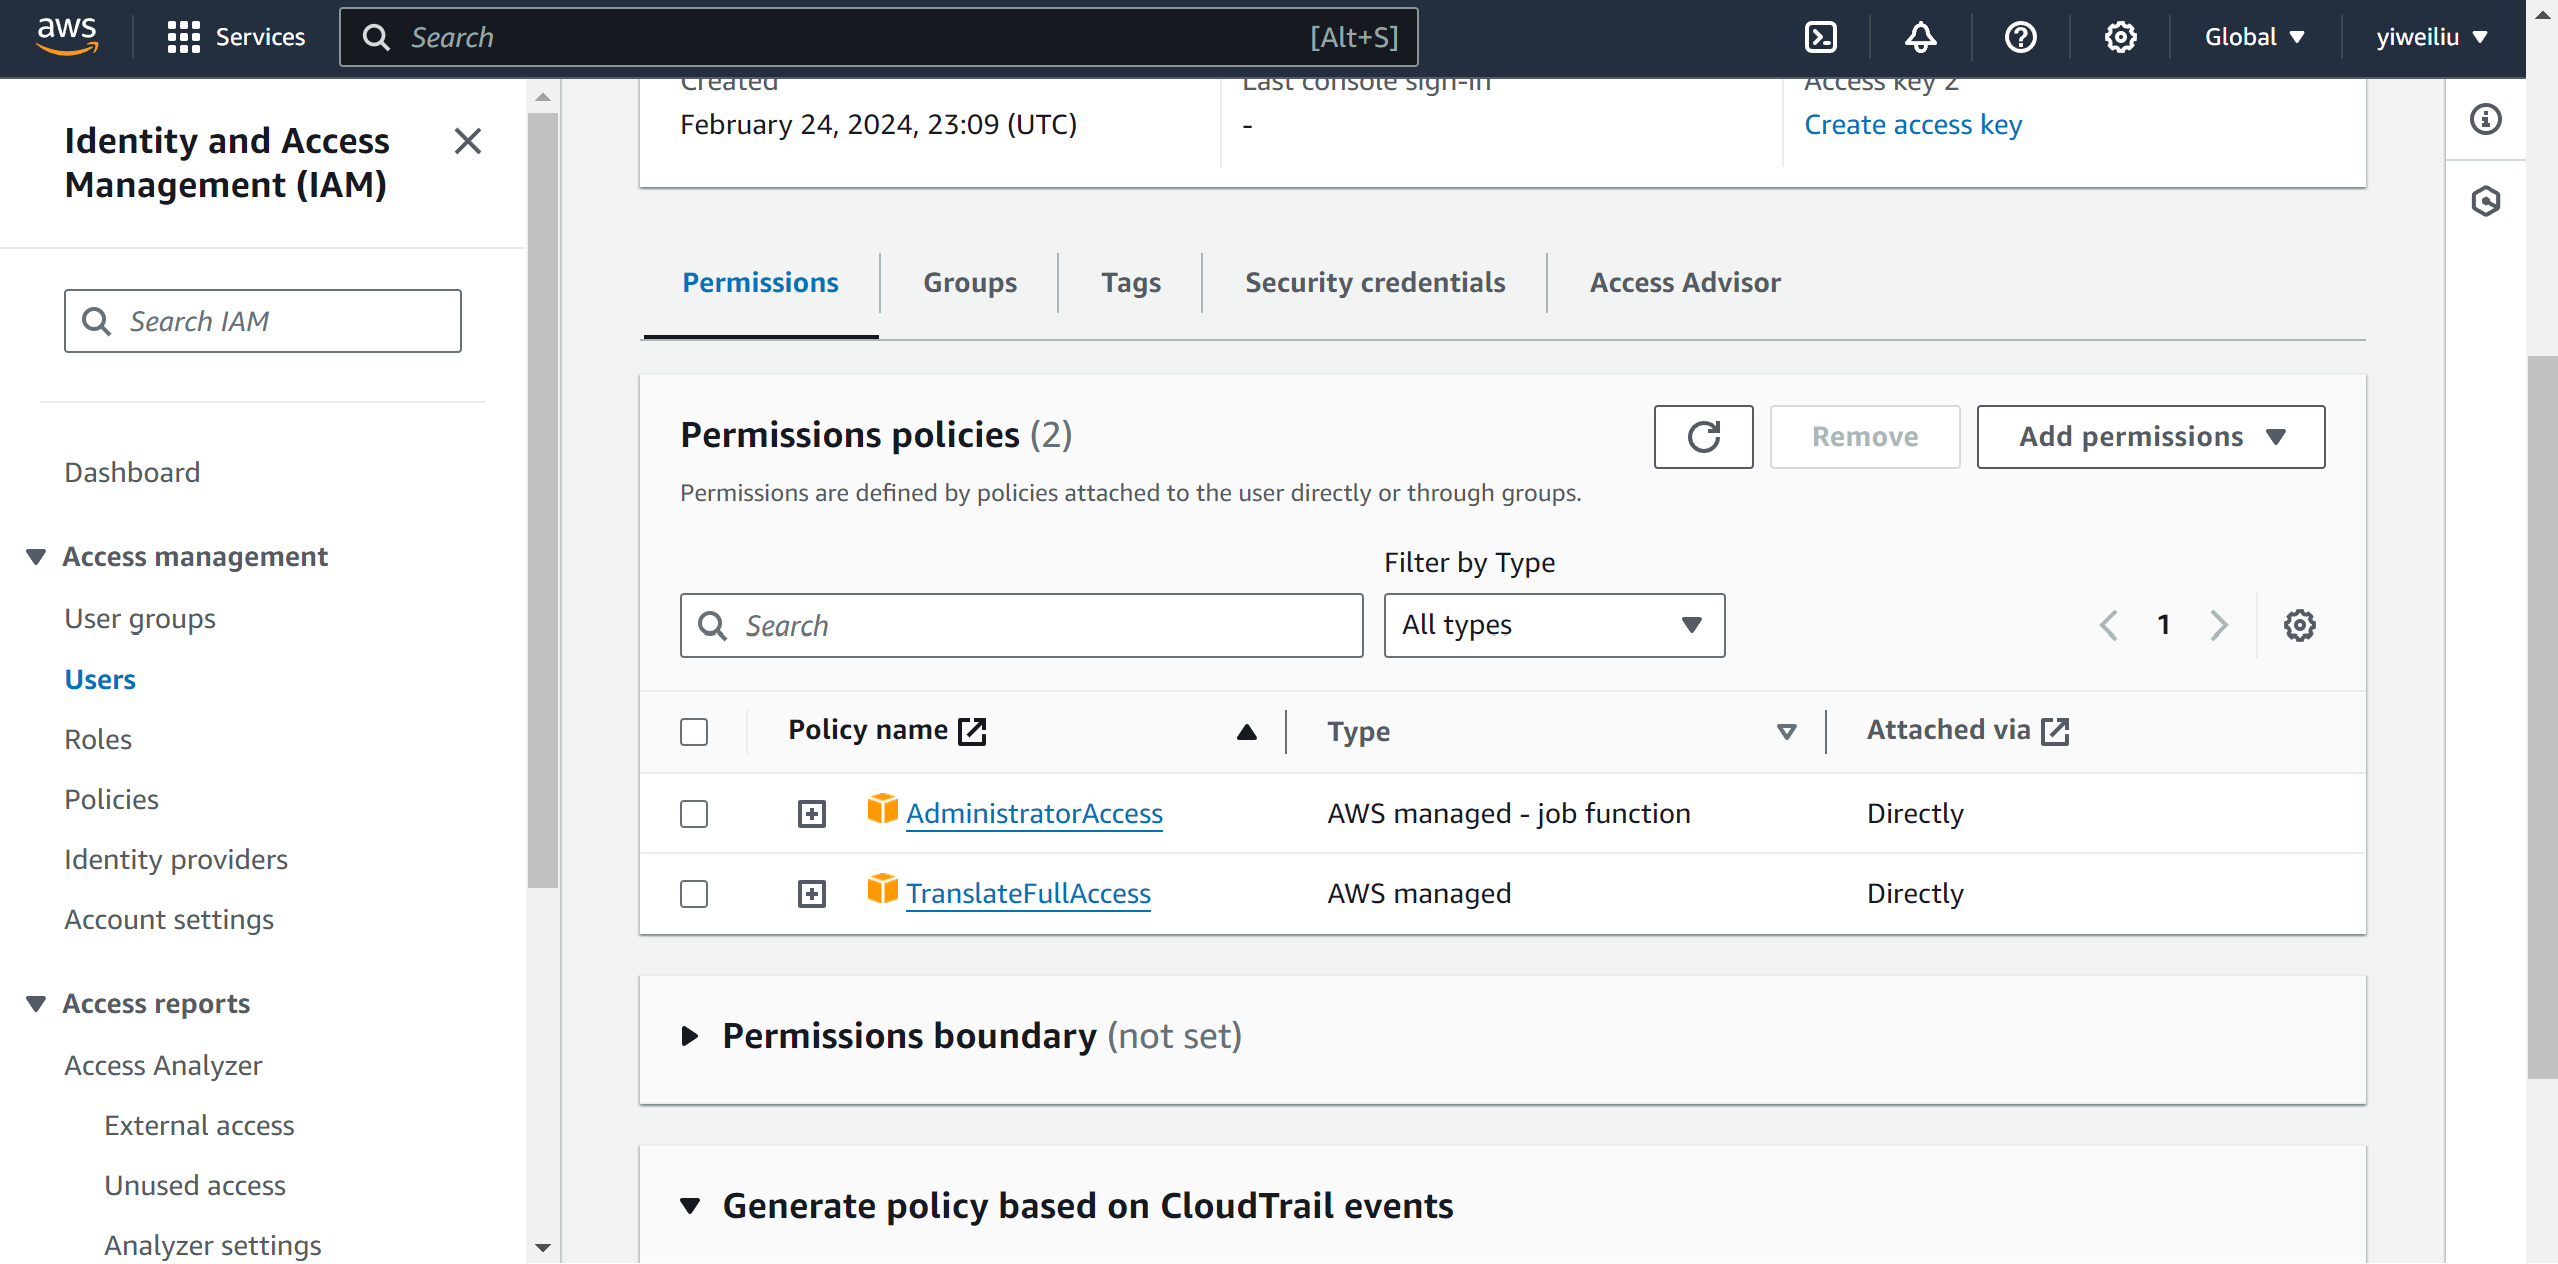 aws
Services
Search
[Alt+S]
Global
yiweiliu
Identity and Access
Management (IAM)
Search IAM
Dashboard
Access management
User groups
Users
Roles
Policies
Identity providers
Account settings
Access reports
Access Analyzer
External access
Unused access
Analyzer settings
Created
February 24, 2024, 23:09 (UTC)
Last console sign-in
-
Access key 2
Create access key
Permissions
Groups
Tags
Security credentials
Access Advisor
Permissions policies (2)
Remove
Add permissions
Permissions are defined by policies attached to the user directly or through groups.
Filter by Type
Search
All types
1
Policy name
Type
Attached via
AdministratorAccess
AWS managed - job function
Directly
TranslateFullAccess
AWS managed
Directly
Permissions boundary (not set)
Generate policy based on CloudTrail events